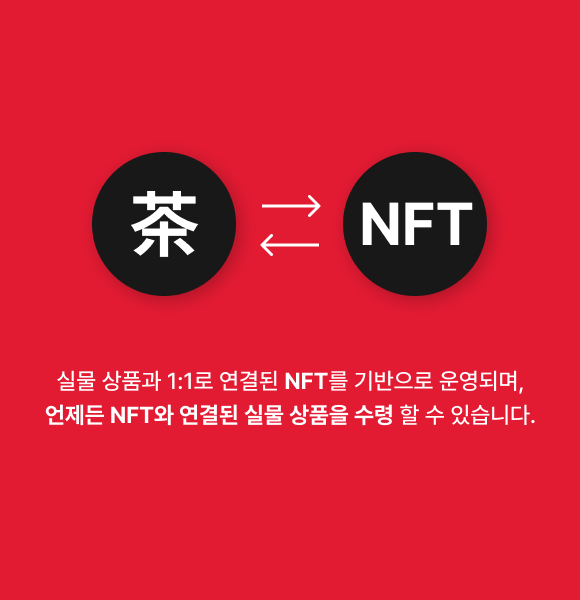 茶
NFT
실물 상품과 1:1로 연결된 NFT를 기반으로 운영되며,
언제든 NFT와 연결된 실물 상품을 수령 할 수 있습니다.